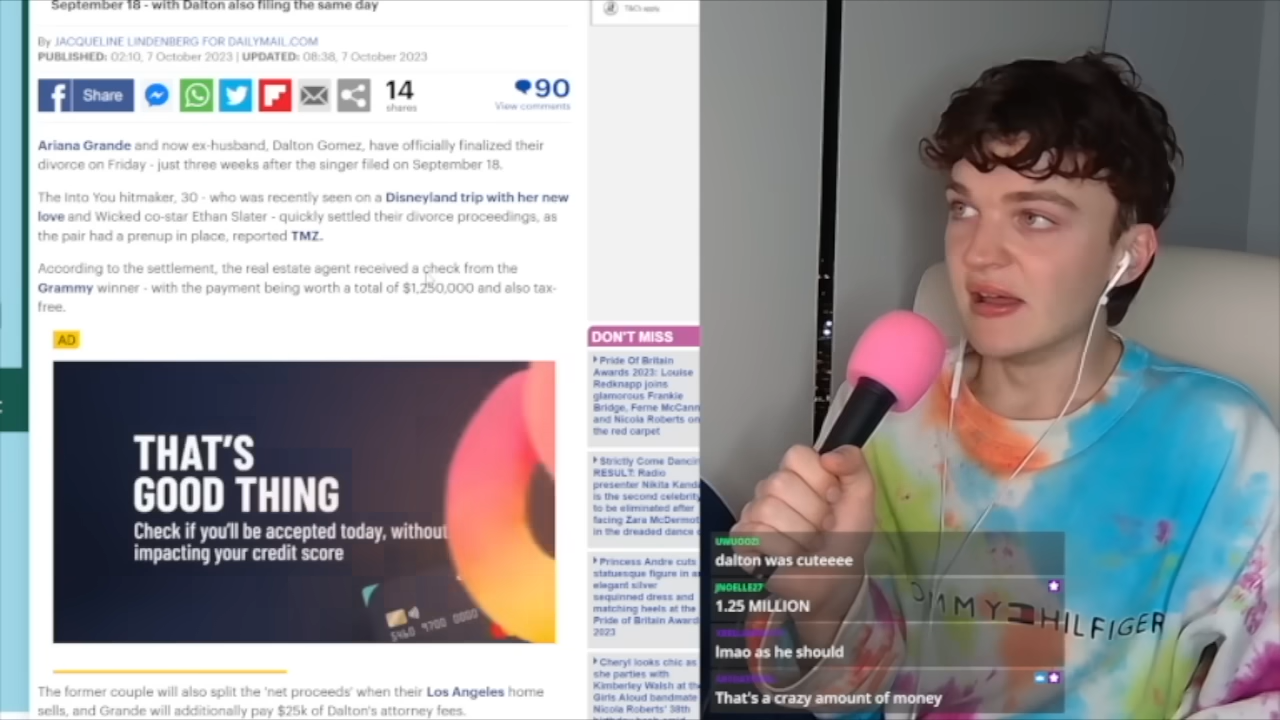 September 18 - with Dalton also filing the same day
By JACQUELINE LINDENBERG FOR DAILYMAIL.COM
PUBLISHED: 02:10, 7 October 2023 | UPDATED: 08:38, 7 October 2023
Share
14
shares
90
View comments
Ariana Grande and now ex-husband, Dalton Gomez, have officially finalized their
divorce on Friday - just three weeks after the singer filed on September 18.
The Into You hitmaker, 30 - who was recently seen on a Disneyland trip with her new
love and Wicked co-star Ethan Slater - quickly settled their divorce proceedings, as
the pair had a prenup in place, reported TMZ.
According to the settlement, the real estate agent received a check from the
Grammy winner - with the payment being worth a total of $1,250,000 and also tax-
free.
AD
THAT'S
GOOD THING
Check if you'll be accepted today, without
impacting your credit score
5460 9700 0000
The former couple will also split the 'net proceeds' when their Los Angeles home
sells, and Grande will additionally pay $25k of Dalton's attorney fees.
T&Cs apply
DON'T MISS
Pride Of Britain
Awards 2023: Louise
Redknapp joins
glamorous Frankie
Bridge, Ferne McCann
and Nicola Roberts on
the red carpet
Strictly Come Dancin
RESULT: Radio
presenter Nikita Kanda
is the second celebrity
to be eliminated after
facing Zara McDermot
in the dreaded dance
Princess Andre cuts
statuesque figure in an
elegant silver
sequinned dress and
matching heels at the
Pride of Britain Award
2023
Cheryl looks chic as
she parties with
Kimberley Walsh at the
Girls Aloud bandmate
Nicola Roberts' 38th
UWUOOZI
dalton was cuteeee
JNOELLE27
1.25 MILLION
lmao as he should
That's a crazy amount of money
TOMMY HILFIGER